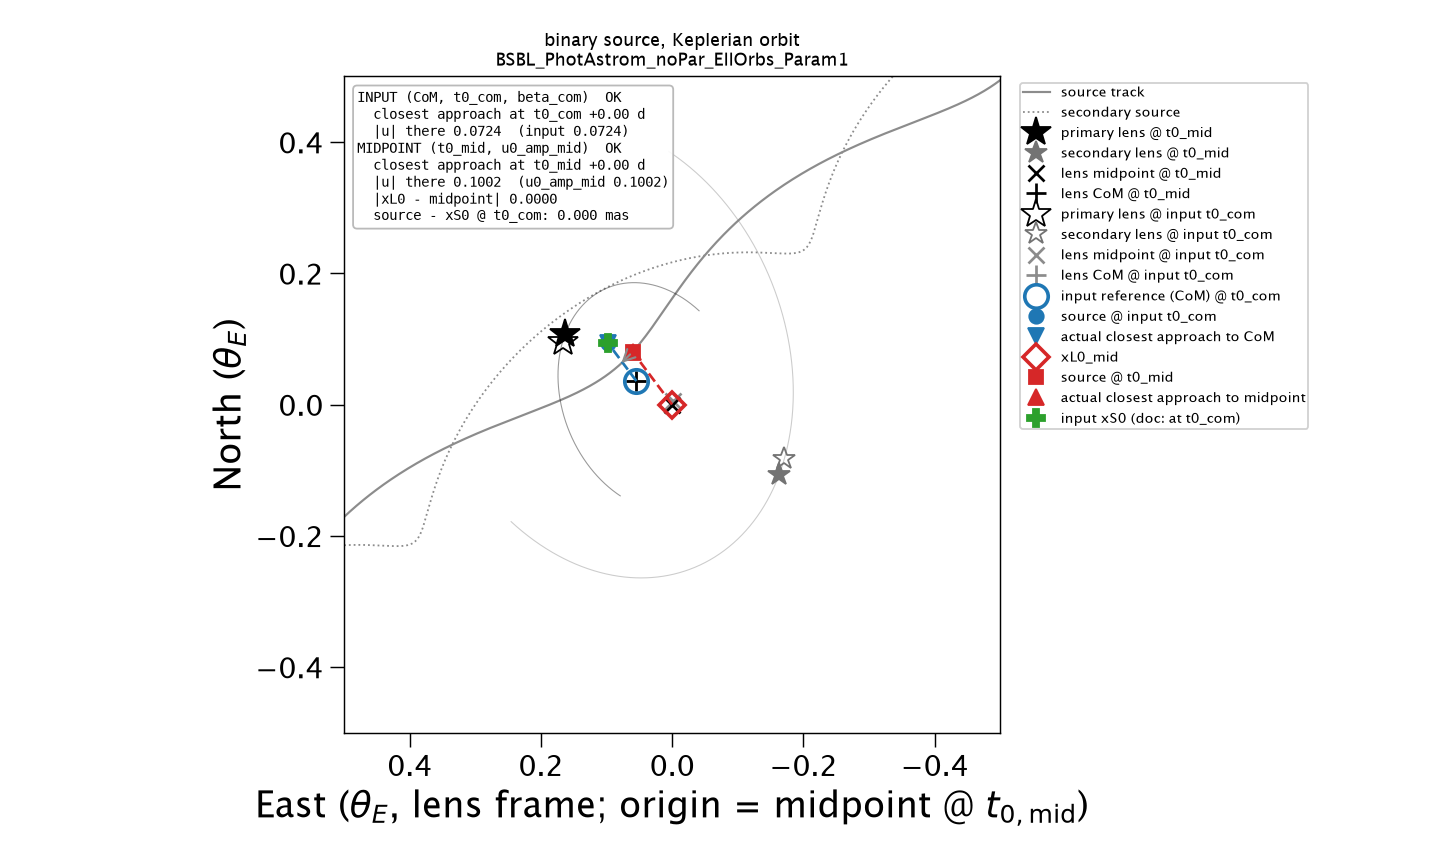 binary source, Keplerian orbit
BSBL_PhotAstrom_noPar_EllOrbs_Param1
INPUT (CoM, t0_com, beta_com)  OK
closest approach at t0_com +0.00 d
|u| there 0.0724  (input 0.0724)
MIDPOINT (t0_mid, u0_amp_mid)  OK
closest approach at t0_mid +0.00 d
|u| there 0.1002  (u0_amp_mid 0.1002)
|xL0 - midpoint| 0.0000
source - xS0 @ t0_com: 0.000 mas
source track
secondary source
primary lens @ t0_mid
secondary lens @ t0_mid
lens midpoint @ t0_mid
lens CoM @ t0_mid
primary lens @ input t0_com
secondary lens @ input t0_com
lens midpoint @ input t0_com
lens CoM @ input t0_com
input reference (CoM) @ t0_com
source @ input t0_com
actual closest approach to CoM
xL0_mid
source @ t0_mid
actual closest approach to midpoint
input xS0 (doc: at t0_com)
North (θ_E)
0.4
0.2
0.0
−0.2
−0.4
0.4 0.2 0.0 −0.2 −0.4
East (θ_E, lens frame; origin = midpoint @ t_0, mid)